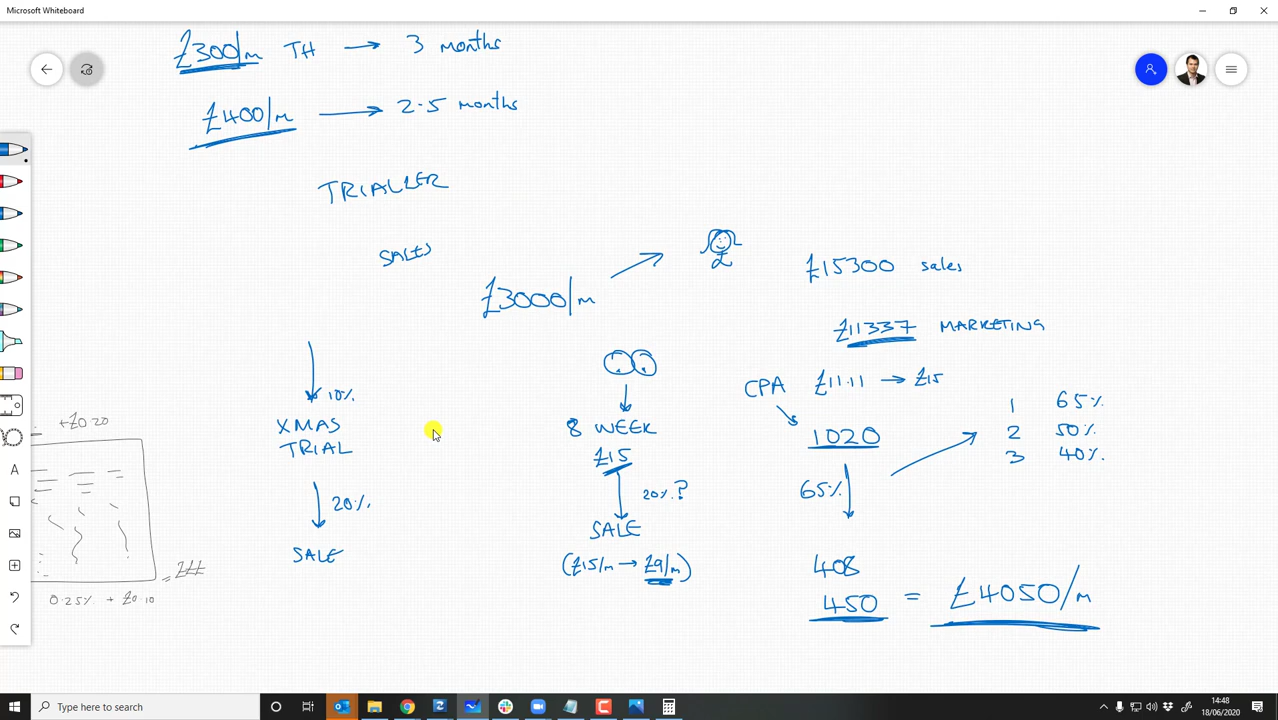 Microsoft Whiteboard
£300/m TH → 3 months
£400/m → 2.5 months
TRIALLER
SALES
£3000/m
£
£15300 sales
£11337 MARKETING
CPA £11.11 → £15
1020
65%
1 65%
2 50%
3 40%
408
450 = £4050/m
10%
XMAS
TRIAL
20%
SALE
8 WEEK
£15
20%?
SALE
(£15/m → £9/m)
+£0.20
0.25% + £0.10
A
Type here to search
14:48
18/06/2020